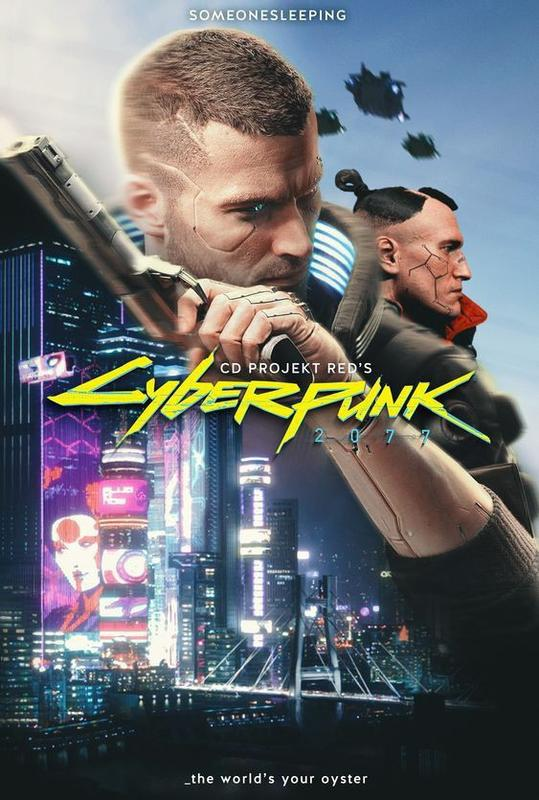 SOMEONESLEEPING
CD PROJEKT RED'S
Cyberpunk
2077
_the world's your oyster